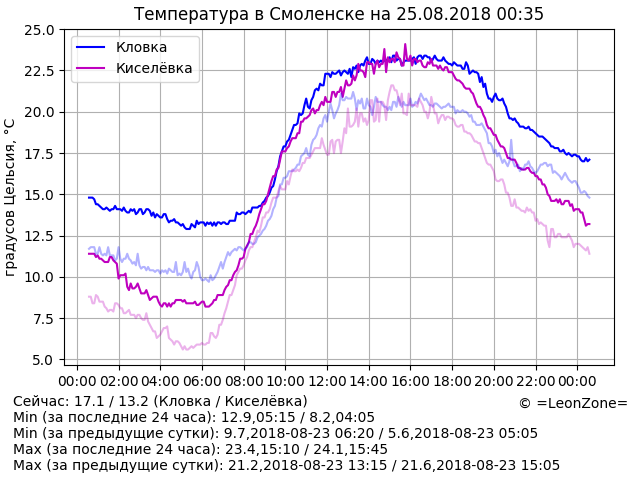 Температура в Смоленске на 25.08.2018 00:35
градусов Цельсия, °C
25.0
22.5
20.0
17.5
15.0
12.5
10.0
7.5
5.0
Кловка
Киселёвка
00:00 02:00 04:00 06:00 08:00 10:00 12:00 14:00 16:00 18:00 20:00 22:00 00:00
Сейчас: 17.1 / 13.2 (Кловка / Киселёвка)
© =LeonZone=
Min (за последние 24 часа): 12.9,05:15 / 8.2,04:05
Min (за предыдущие сутки): 9.7,2018-08-23 06:20 / 5.6,2018-08-23 05:05
Max (за последние 24 часа): 23.4,15:10 / 24.1,15:45
Max (за предыдущие сутки): 21.2,2018-08-23 13:15 / 21.6,2018-08-23 15:05